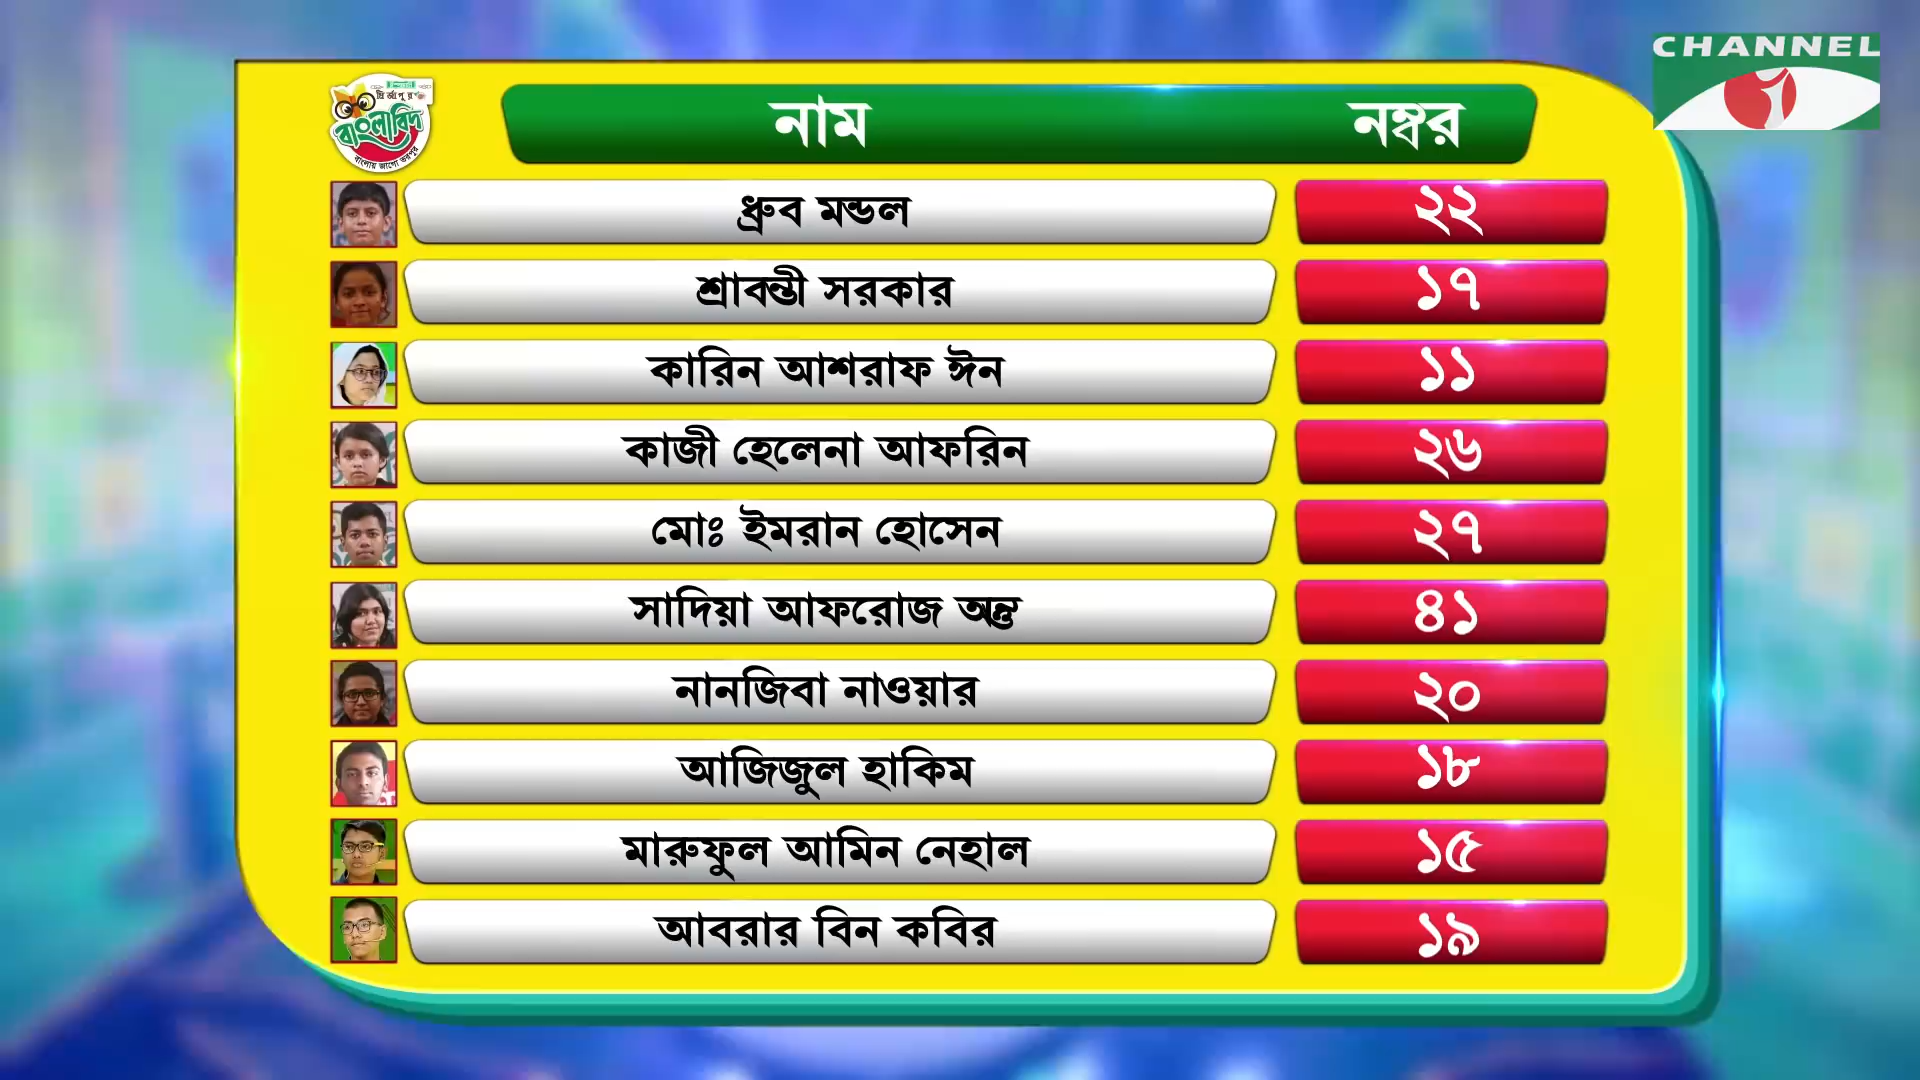 CHANNEL
মির্জাপুর
বাংলাবিদ
বাংলায় জাগো ভরপুর
নাম নম্বর
ধ্রুব মন্ডল ২২
শ্রাবন্তী সরকার ১৭
কারিন আশরাফ ঈন ১১
কাজী হেলেনা আফরিন ২৬
মোঃ ইমরান হোসেন ২৭
সাদিয়া আফরোজ অন্তু ৪১
নানজিবা নাওয়ার ২০
আজিজুল হাকিম ১৮
মারুফুল আমিন নেহাল ১৫
আবরার বিন কবির ১৯